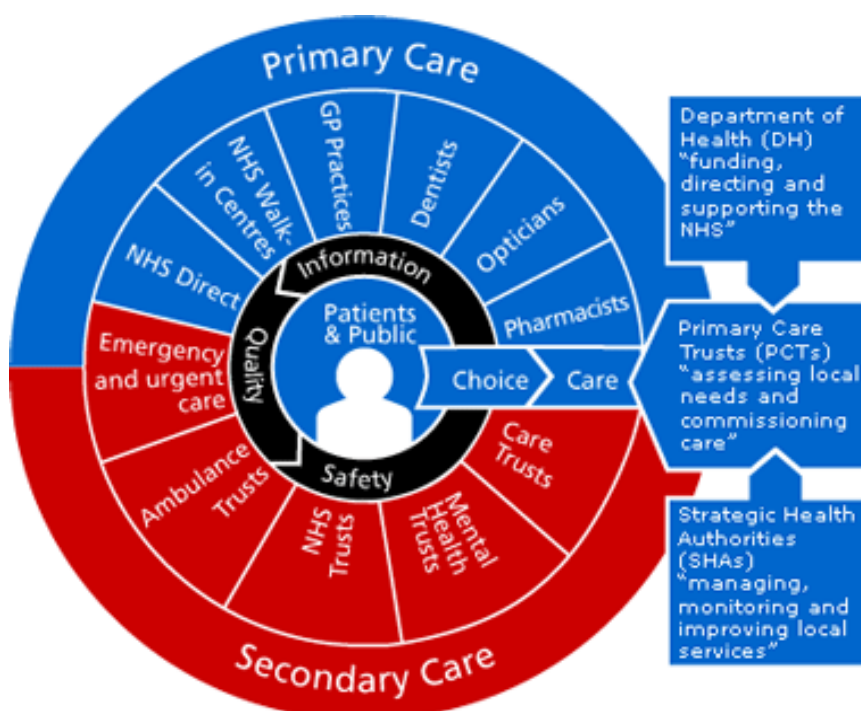 Primary Care
NHS Direct
NHS Walk-
in Centres
GP Practices
Dentists
Opticians
Pharmacists
Information
Quality
Safety
Patients
& Public
Choice
Care
Emergency
and urgent
care
Ambulance
Trusts
NHS
Trusts
Mental
Health
Trusts
Care
Trusts
Secondary Care
Department of
Health (DH)
"funding,
directing and
supporting the
NHS"
Primary Care
Trusts (PCTs)
"assessing local
needs and
commissioning
care"
Strategic Health
Authorities
(SHAs)
"managing,
monitoring and
improving local
services"